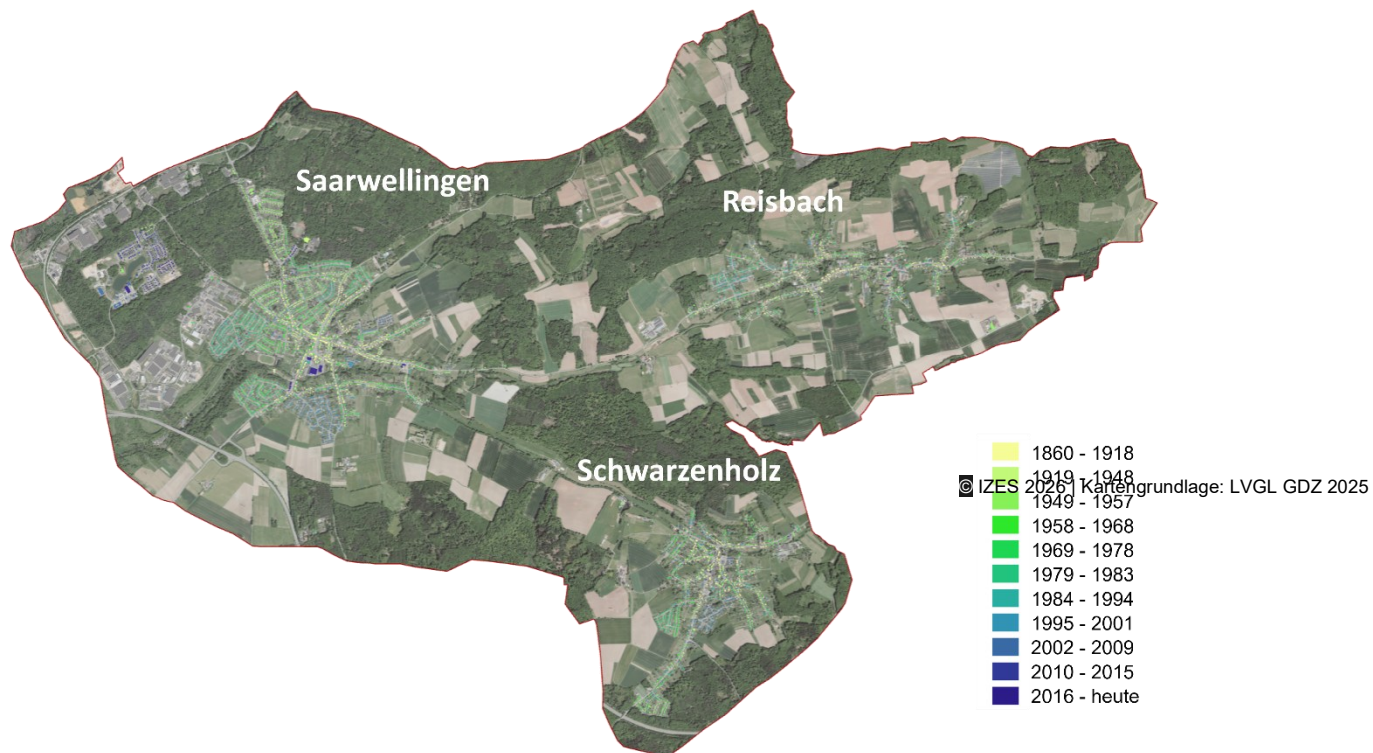 Saarwellingen
Reisbach
Schwarzenholz
1860 - 1918
1919 - 1948
© IZES 2026 | Kartengrundlage: LVGL GDZ 2025
1949 - 1957
1958 - 1968
1969 - 1978
1979 - 1983
1984 - 1994
1995 - 2001
2002 - 2009
2010 - 2015
2016 - heute